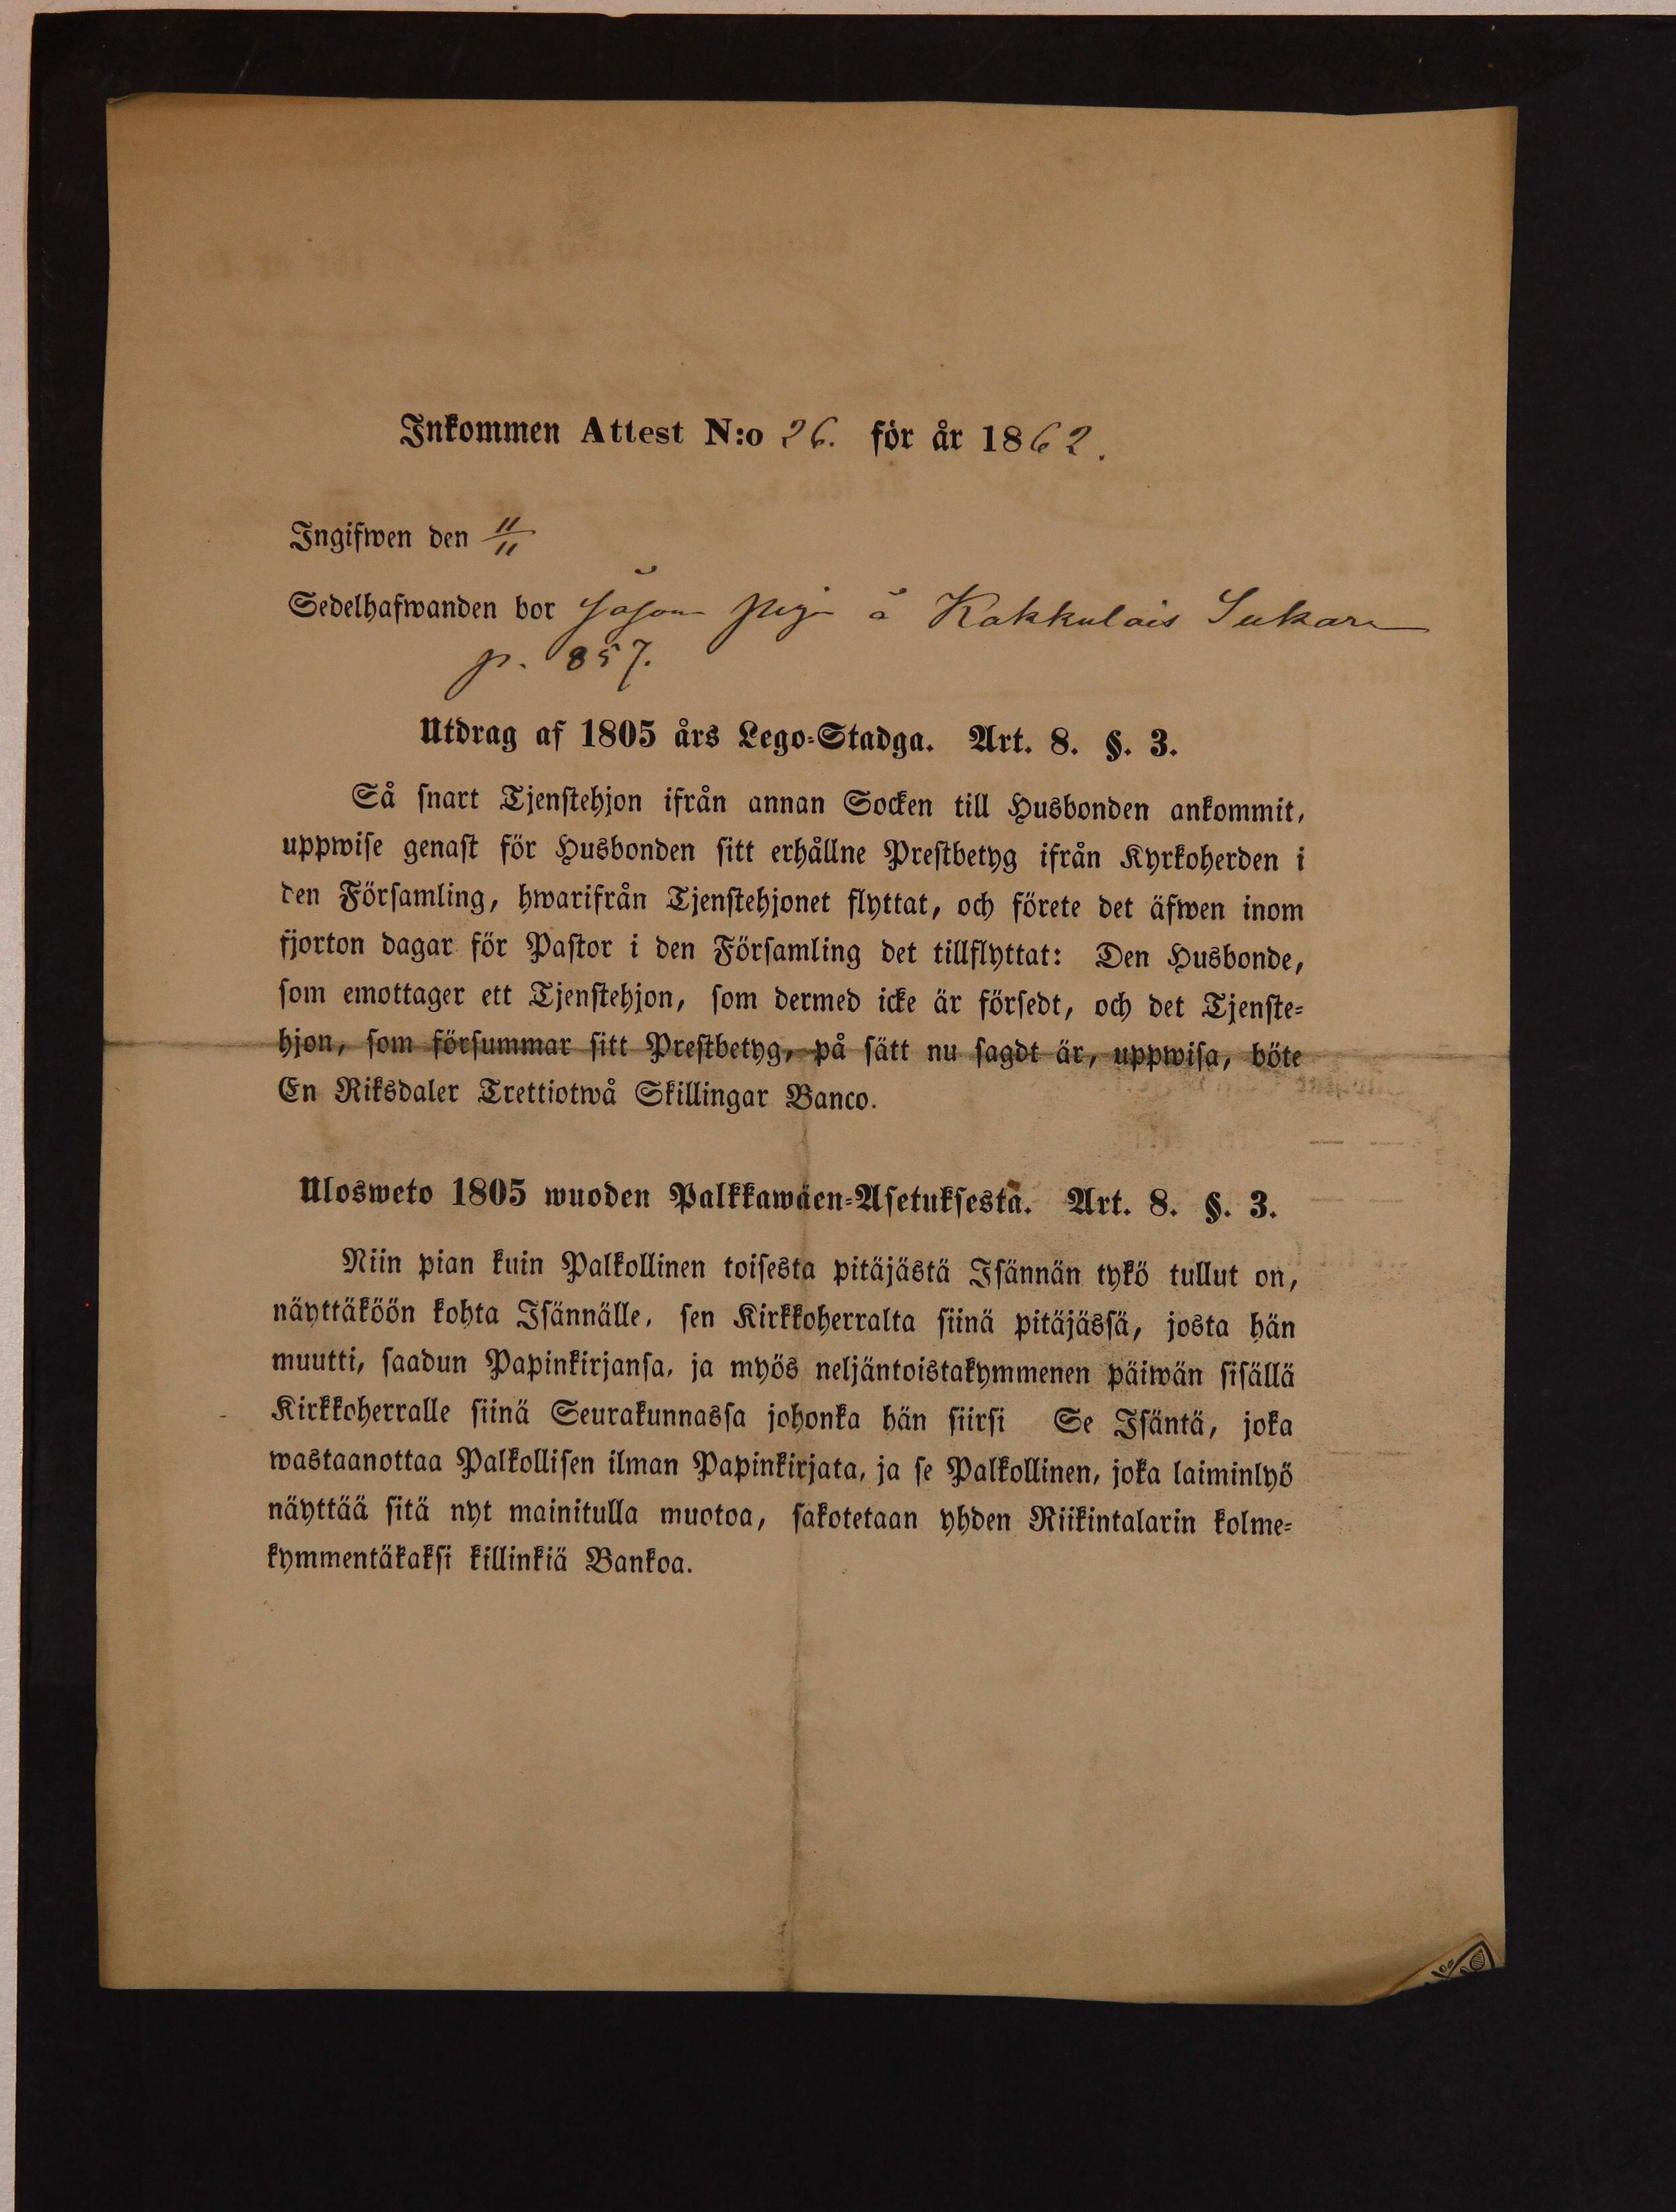 Inkommen Attest N:o 26. för år 1862.
Ingifwen den 11/11
Sedelhafwanden bor såsom pig å Kakkulais Sukari
p. 857.
Utdrag af 1805 års Lego-Stadga. Art. 8. §. 3.
Så snart Tjenstehjon ifrån annan Socken till Husbonden ankommit,
uppwise genast för Husbonden sitt erhållne Prestbetyg ifrån Kyrkoherden i
den Församling, hwarifrån Tjenstehjonet flyttat, och förete det äfwen inom
fjorton dagar för Pastor i den Församling det tillflyttat: Den Husbonde,
som emottager ett Tjenstehjon, som dermed icke är försedt, och det Tjenste-
hjon, som försummar sitt Prestbetyg, på sätt nu sagdt är, uppwisa, böte
En Riksdaler Trettiotwå Skillingar Banco.
Ulosweto 1805 wuoden Palkkawäen-Asetuksesta. Art. 8. §. 3.
Niin pian kuin Palkollinen toisesta pitäjästä Isännän tykö tullut on,
näyttäköön kohta Isännälle, sen Kirkkoherralta siinä pitäjässä, josta hän
muutti, saadun Papinkirjansa, ja myös neljäntoistakymmenen päiwän sisällä
Kirkkoherralle siinä Seurakunnassa johonka hän siirsi Se Isäntä, joka
wastaanottaa Palkollisen ilman Papinkirjata, ja se Palkollinen, joka laiminlyö
näyttää sitä nyt mainitulla muotoa, sakotetaan yhden Riikintalarin kolme-
kymmentäkaksi killinkiä Bankoa.